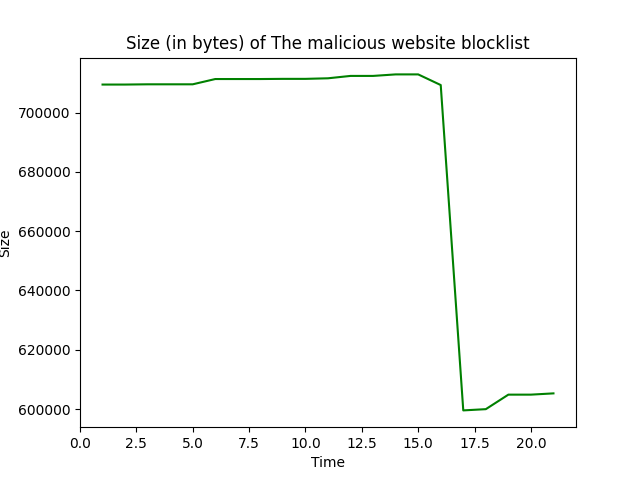 Size (in bytes) of The malicious website blocklist
700000
680000
660000
640000
620000
600000
Size
0.0 2.5 5.0 7.5 10.0 12.5 15.0 17.5 20.0
Time